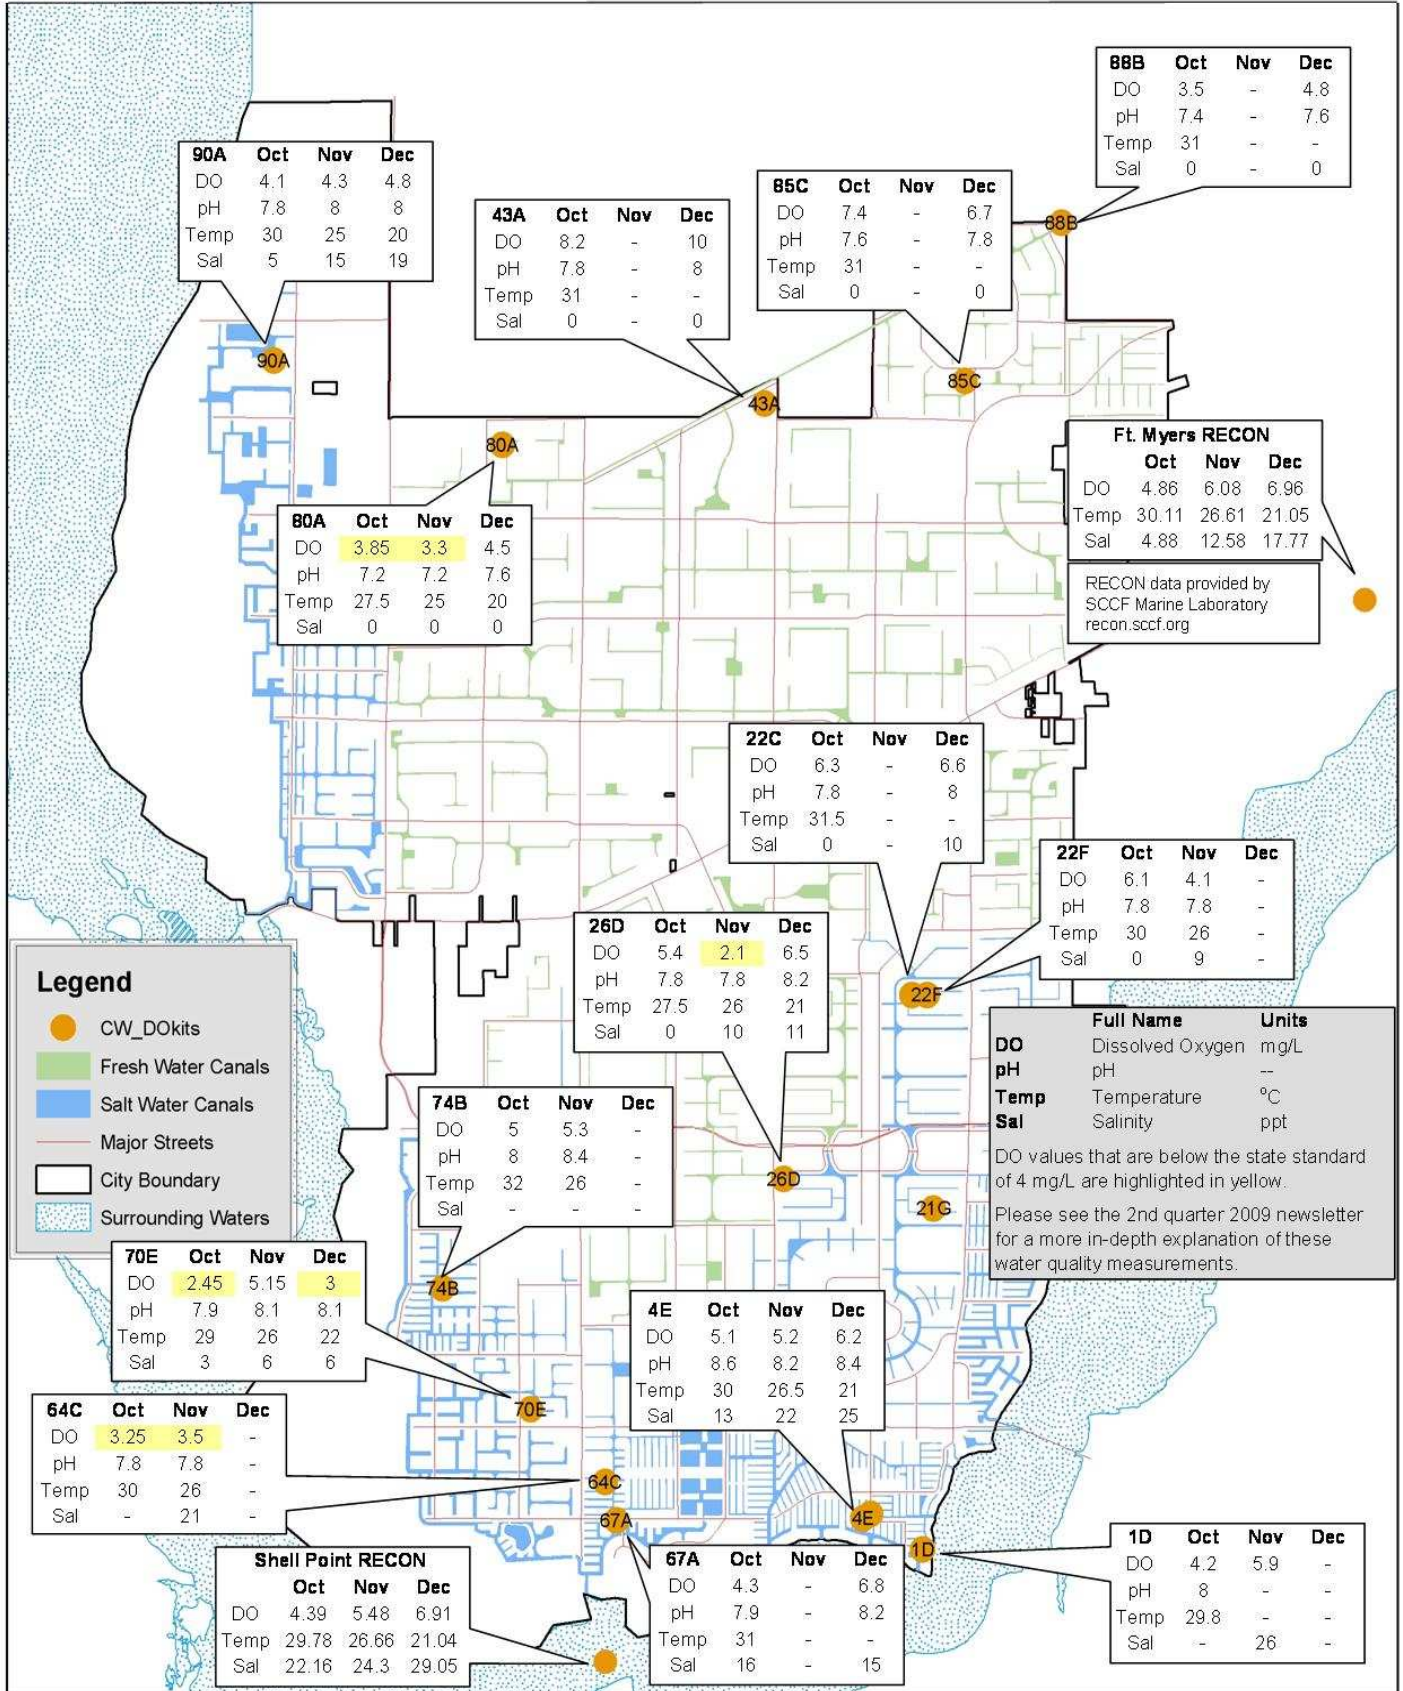 88B Oct Nov Dec
DO 3.5 - 4.8
pH 7.4 - 7.6
Temp 31 - -
Sal 0 - 0
90A Oct Nov Dec
DO 4.1 4.3 4.8
pH 7.8 8 8
Temp 30 25 20
Sal 5 15 19
85C Oct Nov Dec
DO 7.4 - 6.7
pH 7.6 - 7.8
Temp 31 - -
Sal 0 - 0
43A Oct Nov Dec
DO 8.2 - 10
pH 7.8 - 8
Temp 31 - -
Sal 0 - 0
88B
90A
85C
43A
80A
Ft. Myers RECON
Oct Nov Dec
DO 4.86 6.08 6.96
Temp 30.11 26.61 21.05
Sal 4.88 12.58 17.77
RECON data provided by
SCCF Marine Laboratory
recon.sccf.org
80A Oct Nov Dec
DO 3.85 3.3 4.5
pH 7.2 7.2 7.6
Temp 27.5 25 20
Sal 0 0 0
22C Oct Nov Dec
DO 6.3 - 6.6
pH 7.8 - 8
Temp 31.5 - -
Sal 0 - 10
22F Oct Nov Dec
DO 6.1 4.1 -
pH 7.8 7.8 -
Temp 30 26 -
Sal 0 9 -
26D Oct Nov Dec
DO 5.4 2.1 6.5
pH 7.8 7.8 8.2
Temp 27.5 26 21
Sal 0 10 11
22F
Legend
CW_DOkits
Fresh Water Canals
Salt Water Canals
Major Streets
City Boundary
Surrounding Waters
Full Name Units
DO Dissolved Oxygen mg/L
pH pH --
Temp Temperature °C
Sal Salinity ppt
DO values that are below the state standard
of 4 mg/L are highlighted in yellow.
Please see the 2nd quarter 2009 newsletter
for a more in-depth explanation of these
water quality measurements.
74B Oct Nov Dec
DO 5 5.3 -
pH 8 8.4 -
Temp 32 26 -
Sal - - -
26D
21G
70E Oct Nov Dec
DO 2.45 5.15 3
pH 7.9 8.1 8.1
Temp 29 26 22
Sal 3 6 6
74B
4E Oct Nov Dec
DO 5.1 5.2 6.2
pH 8.6 8.2 8.4
Temp 30 26.5 21
Sal 13 22 25
70E
64C Oct Nov Dec
DO 3.25 3.5 -
pH 7.8 7.8 -
Temp 30 26 -
Sal - 21 -
64C
67A
4E
1D
Shell Point RECON
Oct Nov Dec
DO 4.39 5.48 6.91
Temp 29.78 26.66 21.04
Sal 22.16 24.3 29.05
67A Oct Nov Dec
DO 4.3 - 6.8
pH 7.9 - 8.2
Temp 31 - -
Sal 16 - 15
1D Oct Nov Dec
DO 4.2 5.9 -
pH 8 - -
Temp 29.8 - -
Sal - 26 -